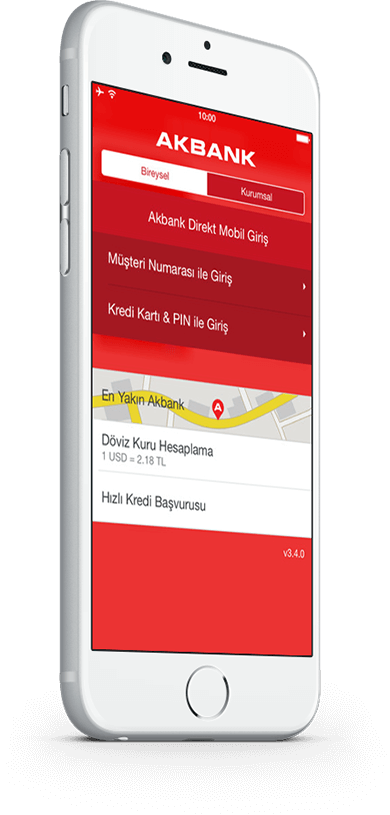 10:00
AKBANK
Bireysel
Kurumsal
Akbank Direkt Mobil Giriş
Müşteri Numarası ile Giriş
Kredi Kartı & PIN ile Giriş
En Yakın Akbank
A
Döviz Kuru Hesaplama
1 USD = 2.18 TL
Hızlı Kredi Başvurusu
v3.4.0